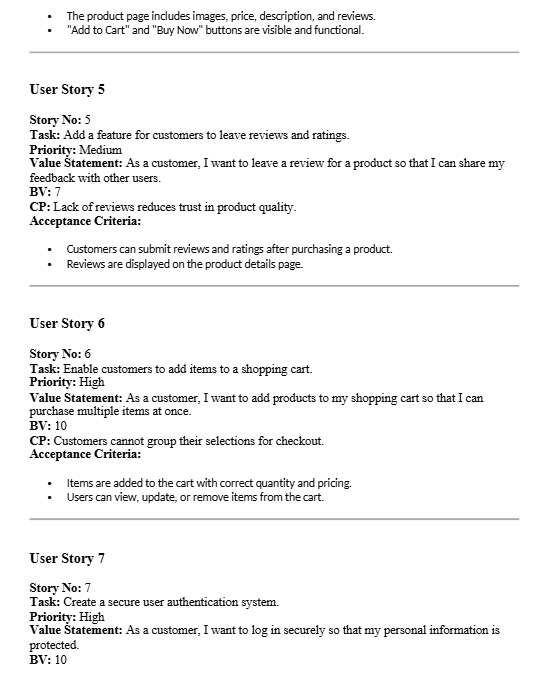 • The product page includes images, price, description, and reviews.
• "Add to Cart" and "Buy Now" buttons are visible and functional.
User Story 5
Story No: 5
Task: Add a feature for customers to leave reviews and ratings.
Priority: Medium
Value Statement: As a customer, I want to leave a review for a product so that I can share my
feedback with other users.
BV: 7
CP: Lack of reviews reduces trust in product quality.
Acceptance Criteria:
• Customers can submit reviews and ratings after purchasing a product.
• Reviews are displayed on the product details page.
User Story 6
Story No: 6
Task: Enable customers to add items to a shopping cart.
Priority: High
Value Statement: As a customer, I want to add products to my shopping cart so that I can
purchase multiple items at once.
BV: 10
CP: Customers cannot group their selections for checkout.
Acceptance Criteria:
• Items are added to the cart with correct quantity and pricing.
• Users can view, update, or remove items from the cart.
User Story 7
Story No: 7
Task: Create a secure user authentication system.
Priority: High
Value Statement: As a customer, I want to log in securely so that my personal information is
protected.
BV: 10